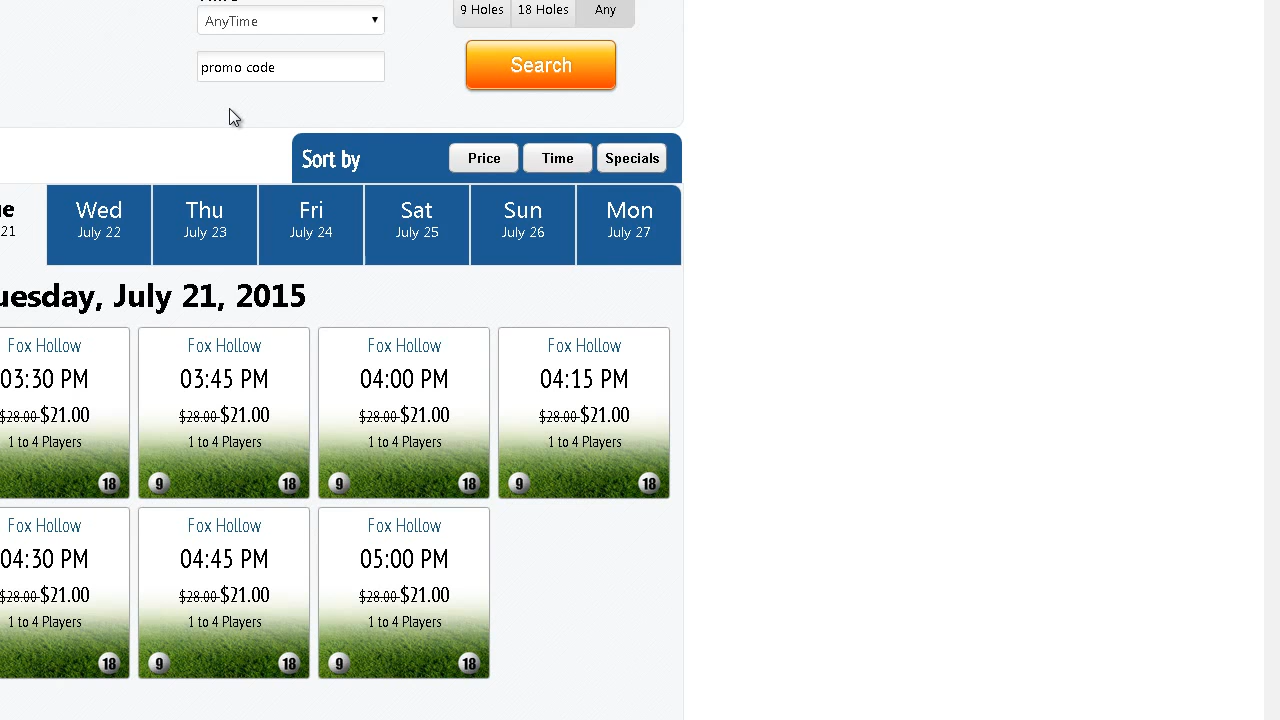 AnyTime
9 Holes 18 Holes Any
promo code
Search
Sort by Price Time Specials
ue
21
Wed
July 22
Thu
July 23
Fri
July 24
Sat
July 25
Sun
July 26
Mon
July 27
uesday, July 21, 2015
Fox Hollow
03:30 PM
$28.00 $21.00
1 to 4 Players
18
Fox Hollow
03:45 PM
$28.00 $21.00
1 to 4 Players
9 18
Fox Hollow
04:00 PM
$28.00 $21.00
1 to 4 Players
9 18
Fox Hollow
04:15 PM
$28.00 $21.00
1 to 4 Players
9 18
Fox Hollow
04:30 PM
$28.00 $21.00
1 to 4 Players
18
Fox Hollow
04:45 PM
$28.00 $21.00
1 to 4 Players
9 18
Fox Hollow
05:00 PM
$28.00 $21.00
1 to 4 Players
9 18